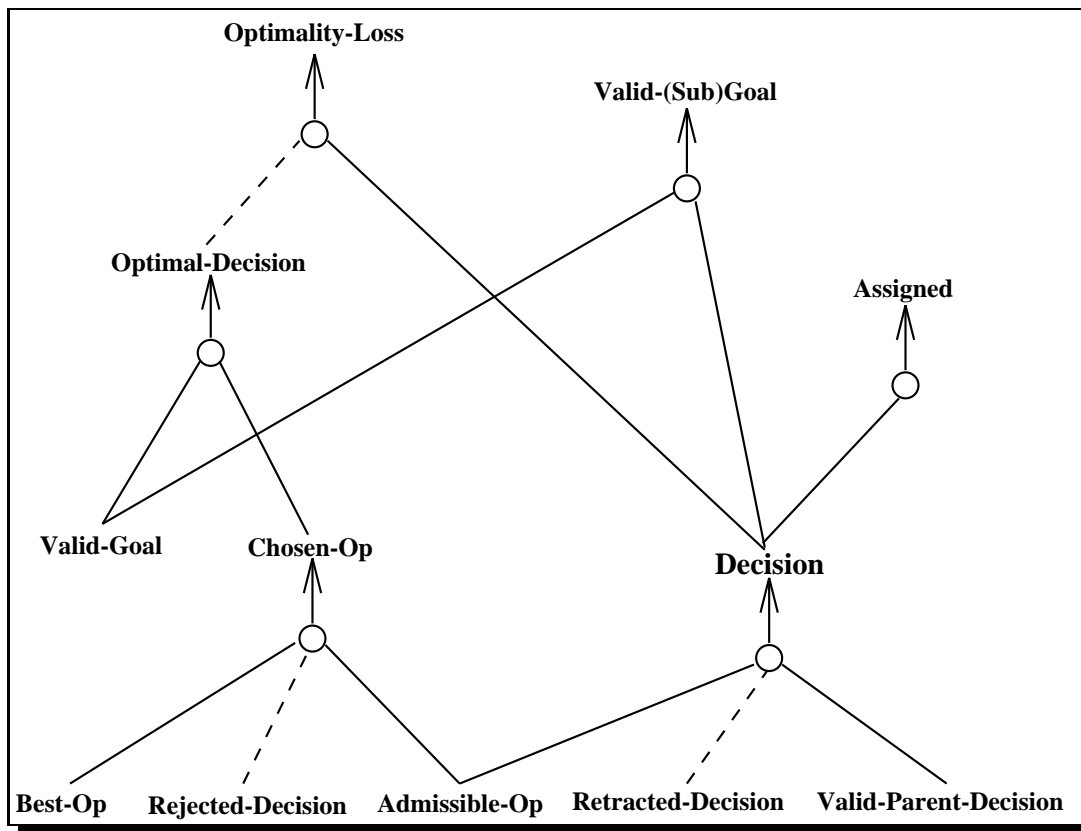 Optimality-Loss
Valid-(Sub)Goal
Optimal-Decision
Assigned
Valid-Goal
Chosen-Op
Decision
Best-Op
Rejected-Decision
Admissible-Op
Retracted-Decision
Valid-Parent-Decision